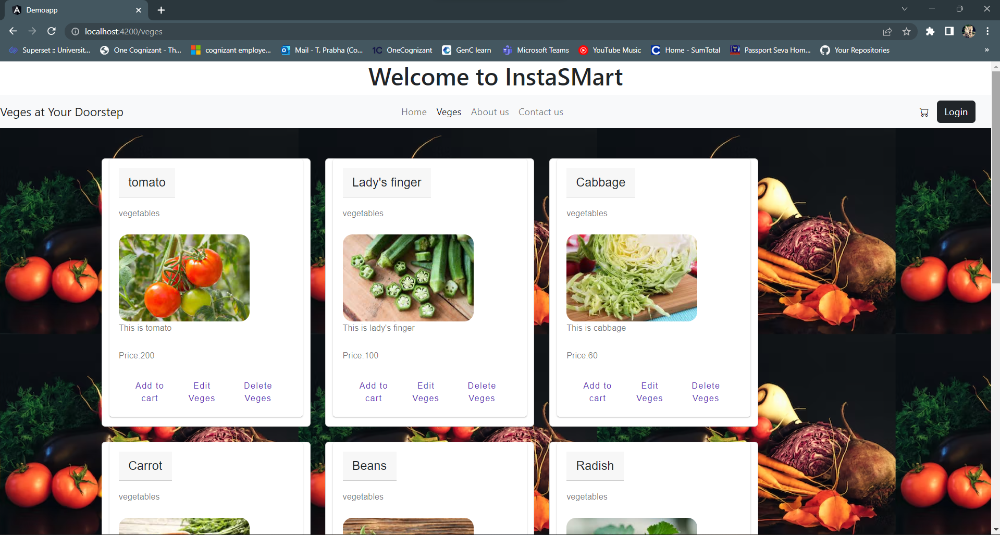 Demoapp
localhost:4200/veges
Superset :: Universit... One Cognizant - Th... cognizant employe... Mail - T, Prabha (Co... 1C OneCognizant GenC learn Microsoft Teams YouTube Music Home - SumTotal Passport Seva Hom... Your Repositories »
Welcome to InstaSMart
Veges at Your Doorstep Home Veges About us Contact us Login
tomato
vegetables
This is tomato
Price:200
Add to
cart
Edit
Veges
Delete
Veges
Lady's finger
vegetables
This is lady's finger
Price:100
Add to
cart
Edit
Veges
Delete
Veges
Cabbage
vegetables
This is cabbage
Price:60
Add to
cart
Edit
Veges
Delete
Veges
Carrot
vegetables
Beans
vegetables
Radish
vegetables